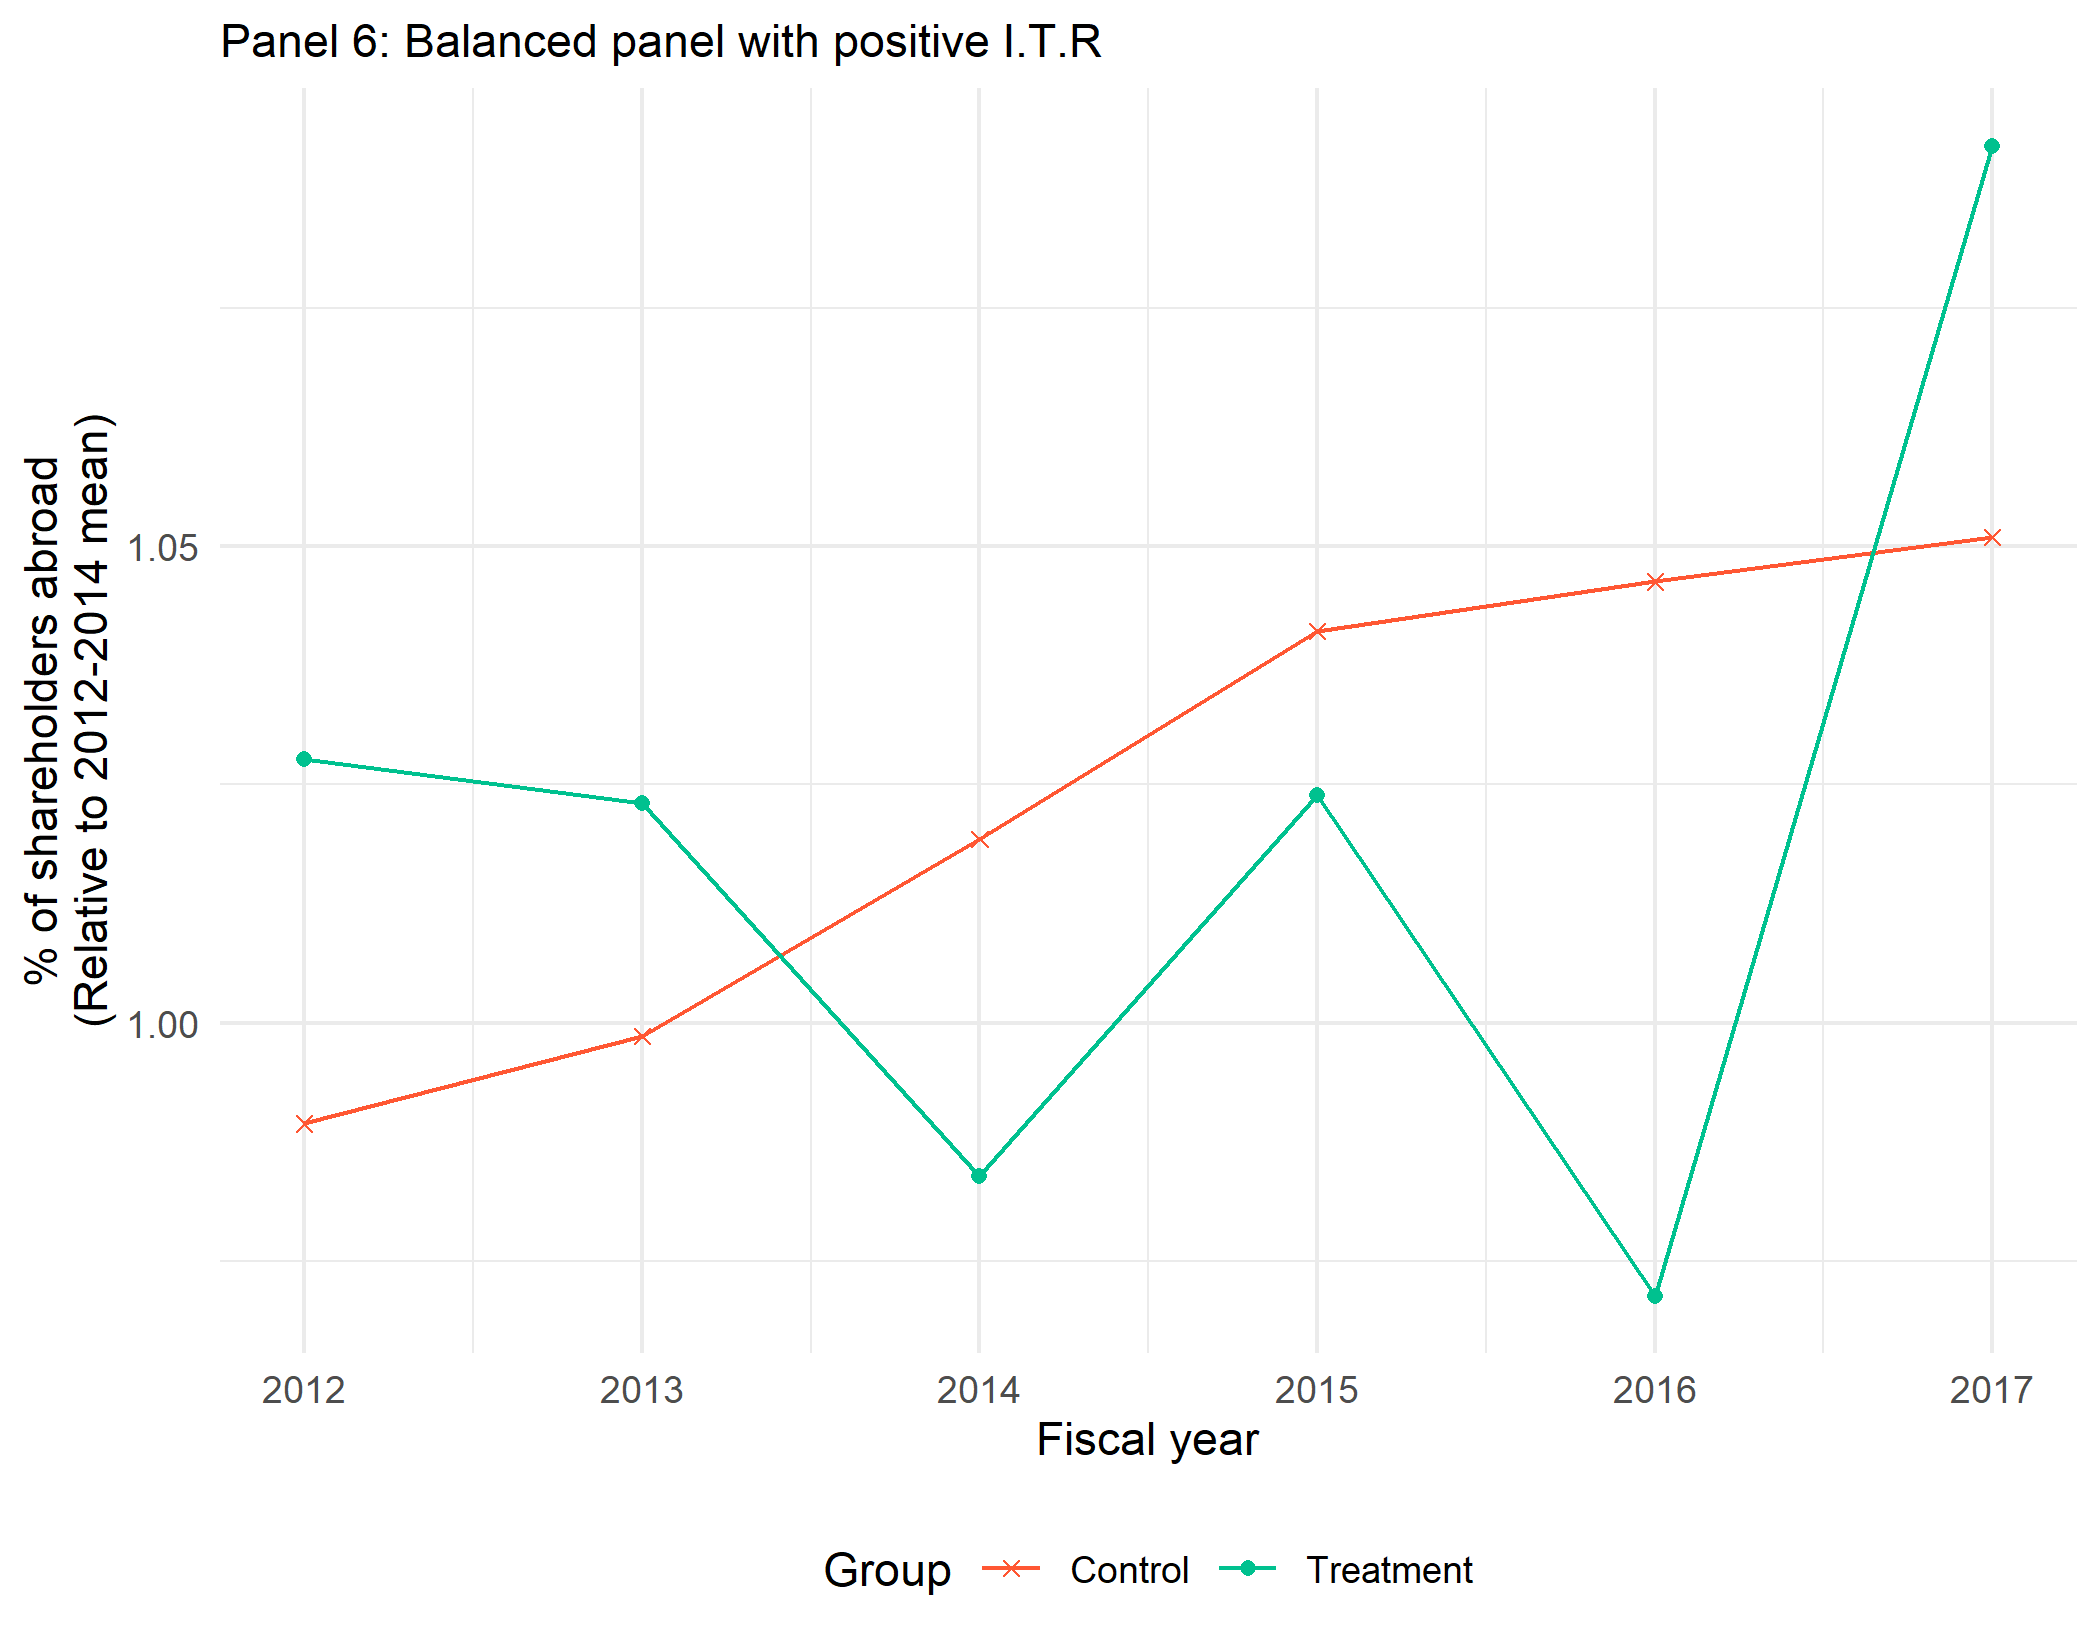 Panel 6: Balanced panel with positive I.T.R
% of shareholders abroad
(Relative to 2012-2014 mean)
1.05
1.00
2012 2013 2014 2015 2016 2017
Fiscal year
Group Control Treatment